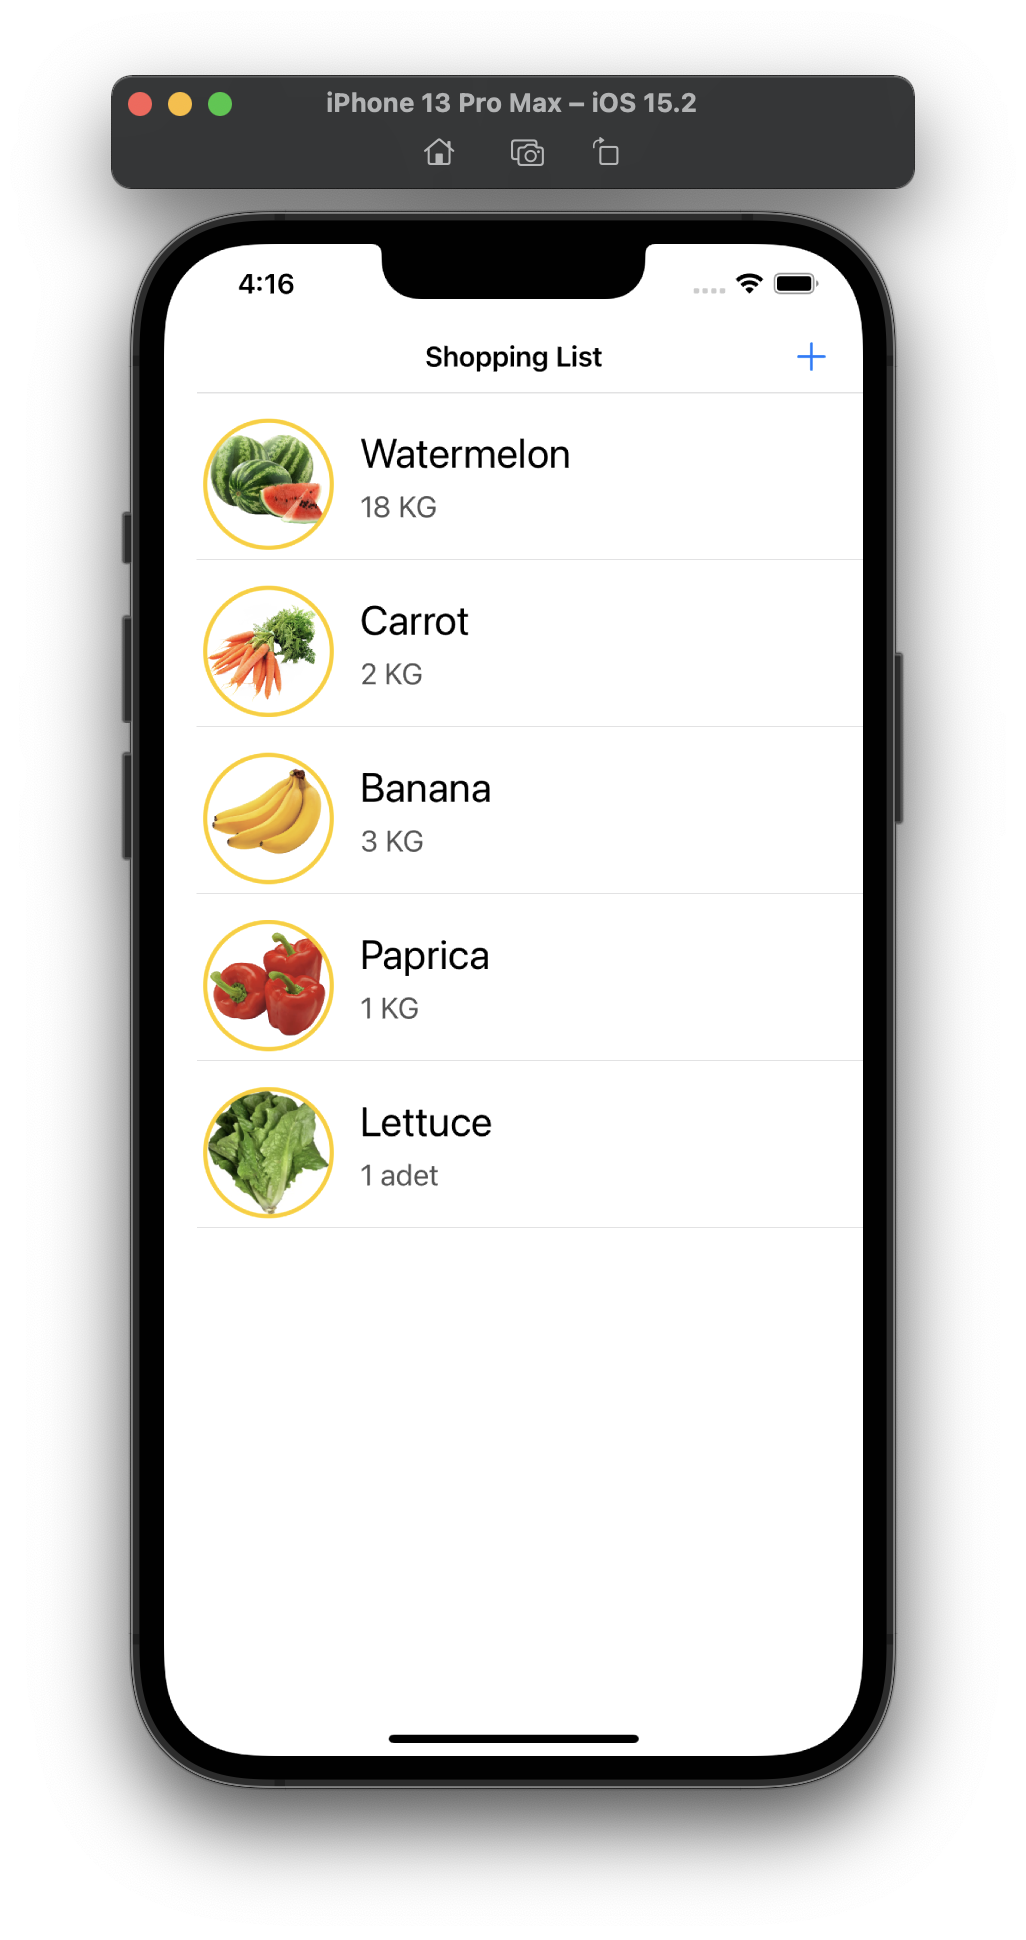 iPhone 13 Pro Max – iOS 15.2
4:16
Shopping List
Watermelon
18 KG
Carrot
2 KG
Banana
3 KG
Paprica
1 KG
Lettuce
1 adet